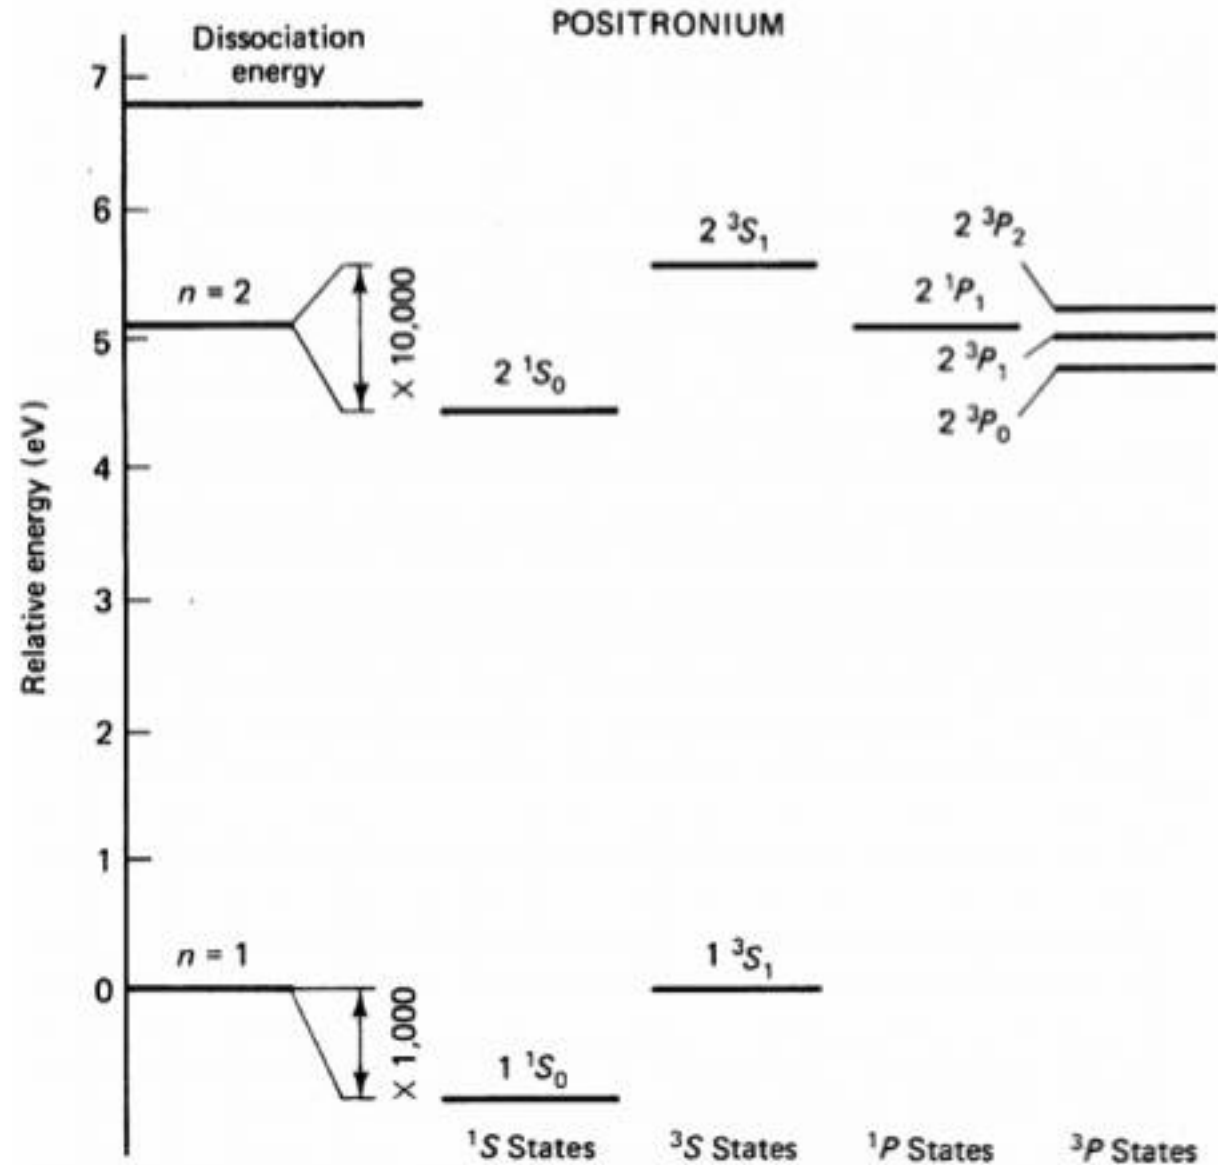 POSITRONIUM
Dissociation
energy
7
6
5
4
3
2
1
0
Relative energy (eV)
n = 2
× 10,000
2 ¹S₀
2 ³S₁
2 ¹P₁
2 ³P₂
2 ³P₁
2 ³P₀
n = 1
× 1,000
1 ¹S₀
1 ³S₁
¹S States
³S States
¹P States
³P States